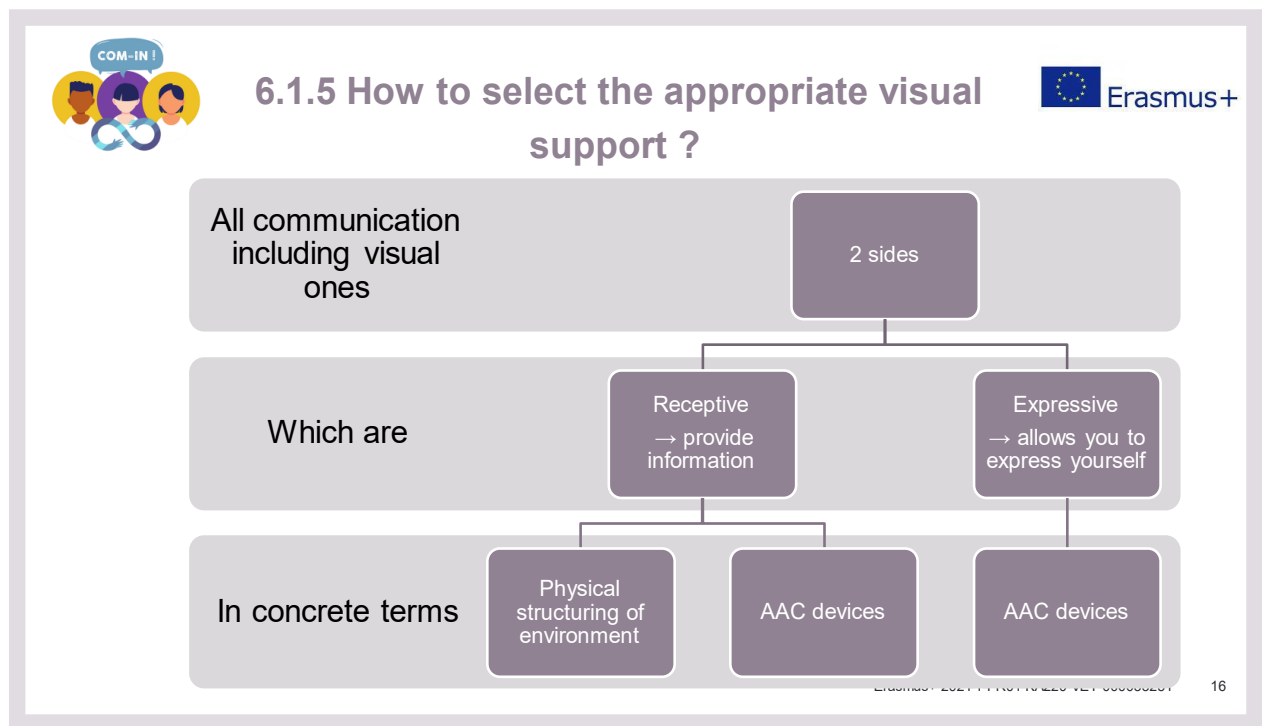 COM-IN !
6.1.5 How to select the appropriate visual
support ?
Erasmus+
All communication
including visual
ones
2 sides
Which are
Receptive
→ provide
information
Expressive
→ allows you to
express yourself
In concrete terms
Physical
structuring of
environment
AAC devices
AAC devices
16